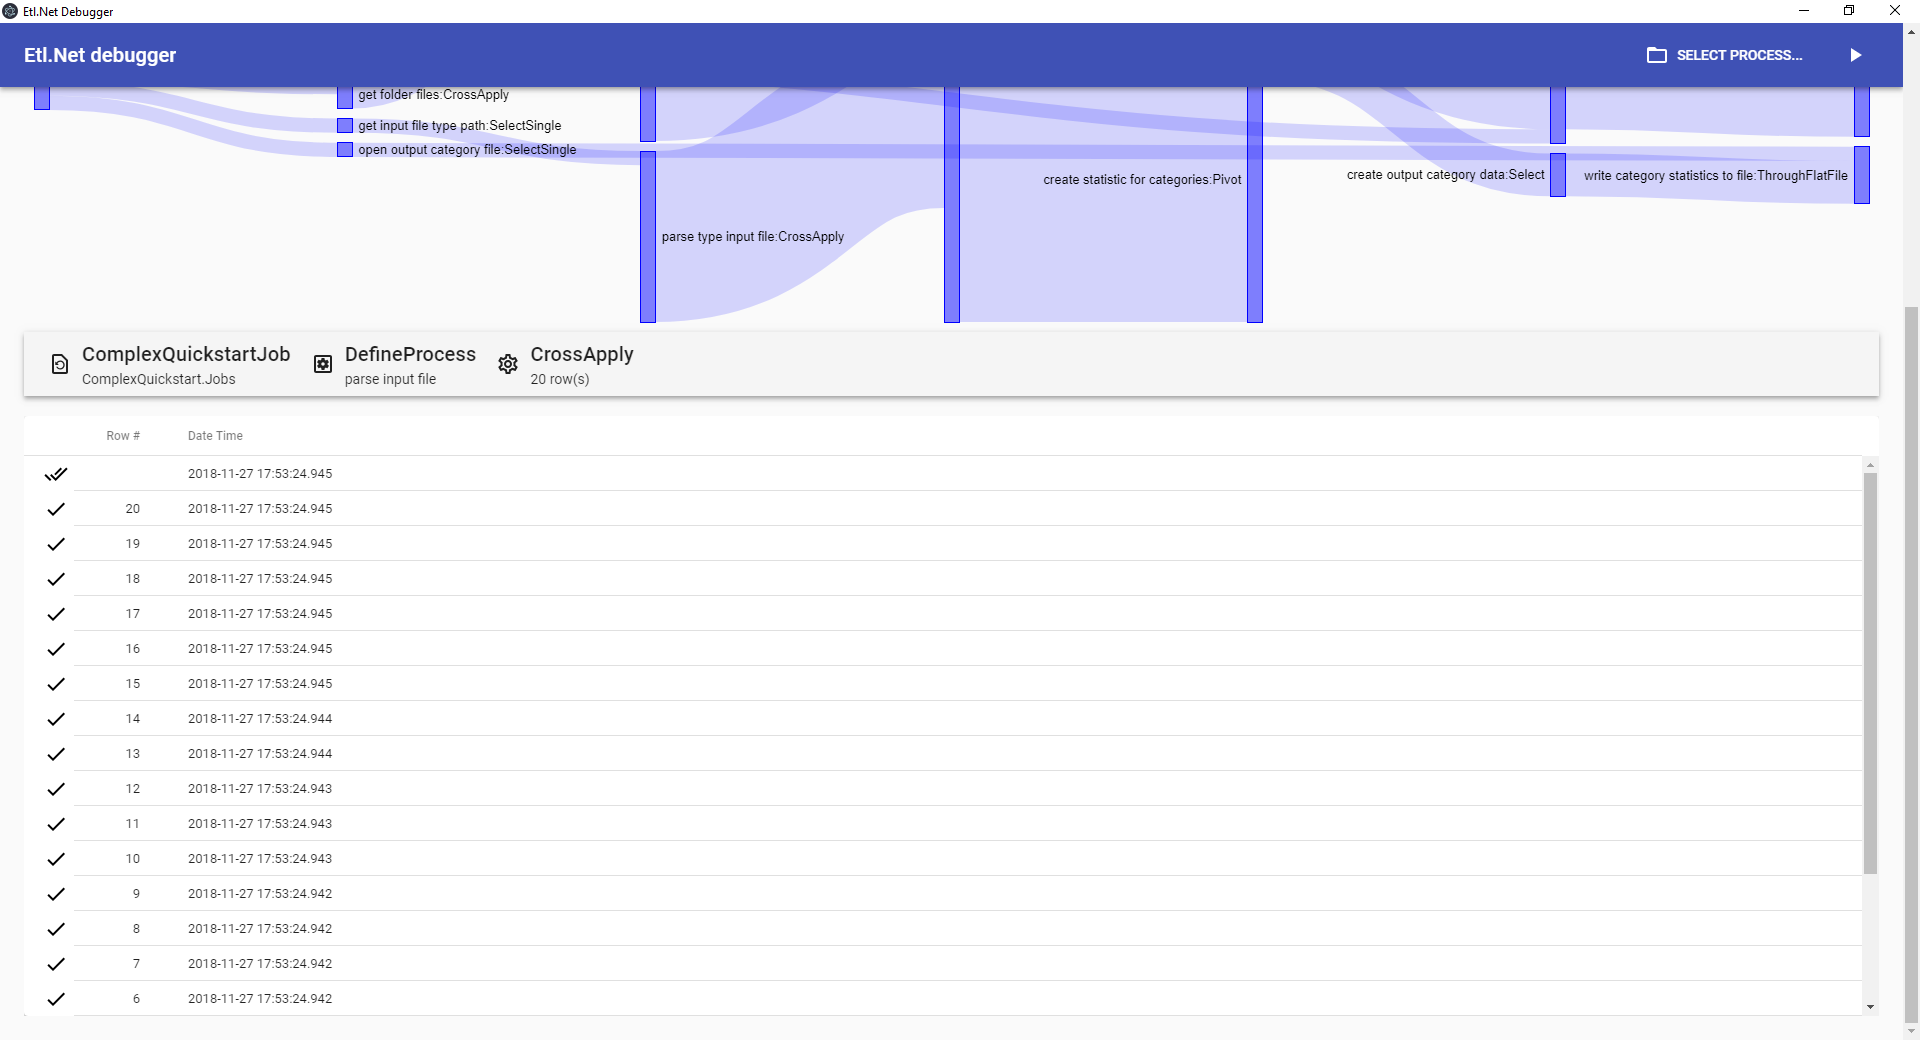 Etl.Net Debugger
Etl.Net debugger
SELECT PROCESS...
get folder files:CrossApply
get input file type path:SelectSingle
open output category file:SelectSingle
create statistic for categories:Pivot
create output category data:Select
write category statistics to file:ThroughFlatFile
parse type input file:CrossApply
ComplexQuickstartJob
ComplexQuickstart.Jobs
DefineProcess
parse input file
CrossApply
20 row(s)
Row # Date Time
2018-11-27 17:53:24.945
20 2018-11-27 17:53:24.945
19 2018-11-27 17:53:24.945
18 2018-11-27 17:53:24.945
17 2018-11-27 17:53:24.945
16 2018-11-27 17:53:24.945
15 2018-11-27 17:53:24.945
14 2018-11-27 17:53:24.944
13 2018-11-27 17:53:24.944
12 2018-11-27 17:53:24.943
11 2018-11-27 17:53:24.943
10 2018-11-27 17:53:24.943
9 2018-11-27 17:53:24.942
8 2018-11-27 17:53:24.942
7 2018-11-27 17:53:24.942
6 2018-11-27 17:53:24.942